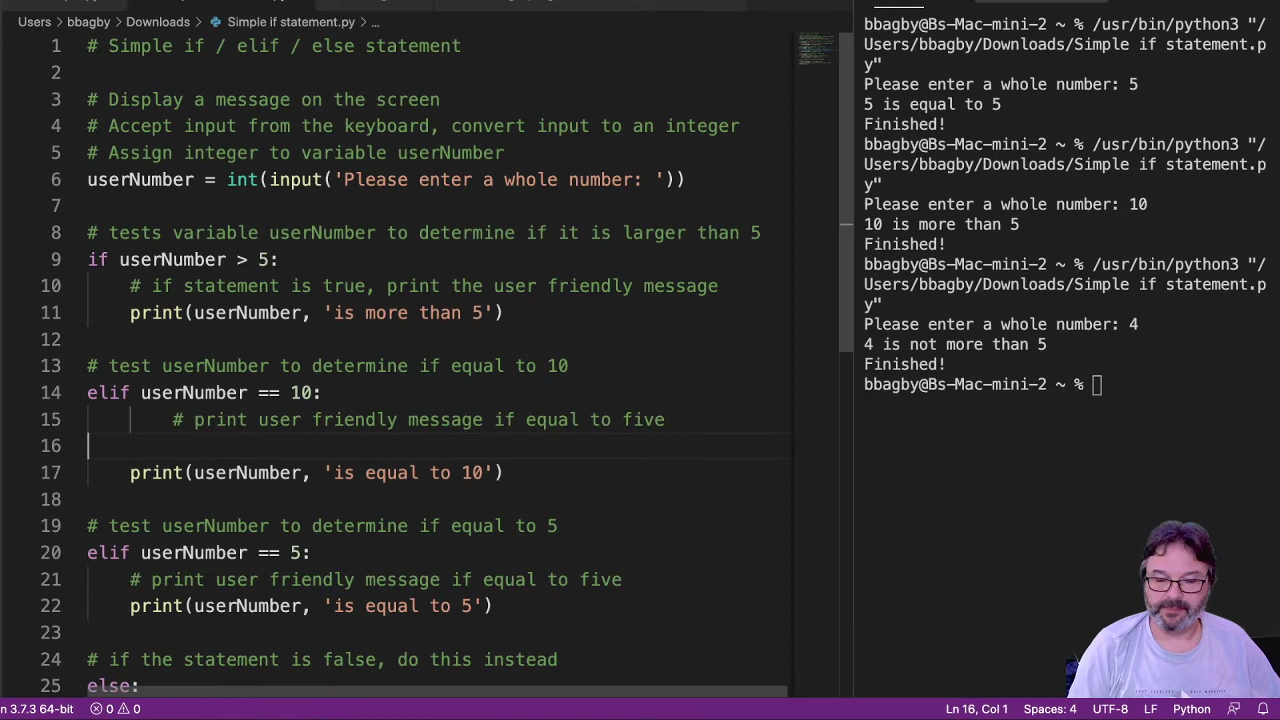 Users > bbagby > Downloads > Simple if statement.py > ...
1 # Simple if / elif / else statement
2
3 # Display a message on the screen
4 # Accept input from the keyboard, convert input to an integer
5 # Assign integer to variable userNumber
6 userNumber = int(input('Please enter a whole number: '))
7
8 # tests variable userNumber to determine if it is larger than 5
9 if userNumber > 5:
10 # if statement is true, print the user friendly message
11 print(userNumber, 'is more than 5')
12
13 # test userNumber to determine if equal to 10
14 elif userNumber == 10:
15 # print user friendly message if equal to five
16
17 print(userNumber, 'is equal to 10')
18
19 # test userNumber to determine if equal to 5
20 elif userNumber == 5:
21 # print user friendly message if equal to five
22 print(userNumber, 'is equal to 5')
23
24 # if the statement is false, do this instead
25 else:
bbagby@Bs-Mac-mini-2 ~ % /usr/bin/python3 "/
Users/bbagby/Downloads/Simple if statement.p
y"
Please enter a whole number: 5
5 is equal to 5
Finished!
bbagby@Bs-Mac-mini-2 ~ % /usr/bin/python3 "/
Users/bbagby/Downloads/Simple if statement.p
y"
Please enter a whole number: 10
10 is more than 5
Finished!
bbagby@Bs-Mac-mini-2 ~ % /usr/bin/python3 "/
Users/bbagby/Downloads/Simple if statement.p
y"
Please enter a whole number: 4
4 is not more than 5
Finished!
bbagby@Bs-Mac-mini-2 ~ %
n 3.7.3 64-bit 0 0 Ln 16, Col 1 Spaces: 4 UTF-8 LF Python